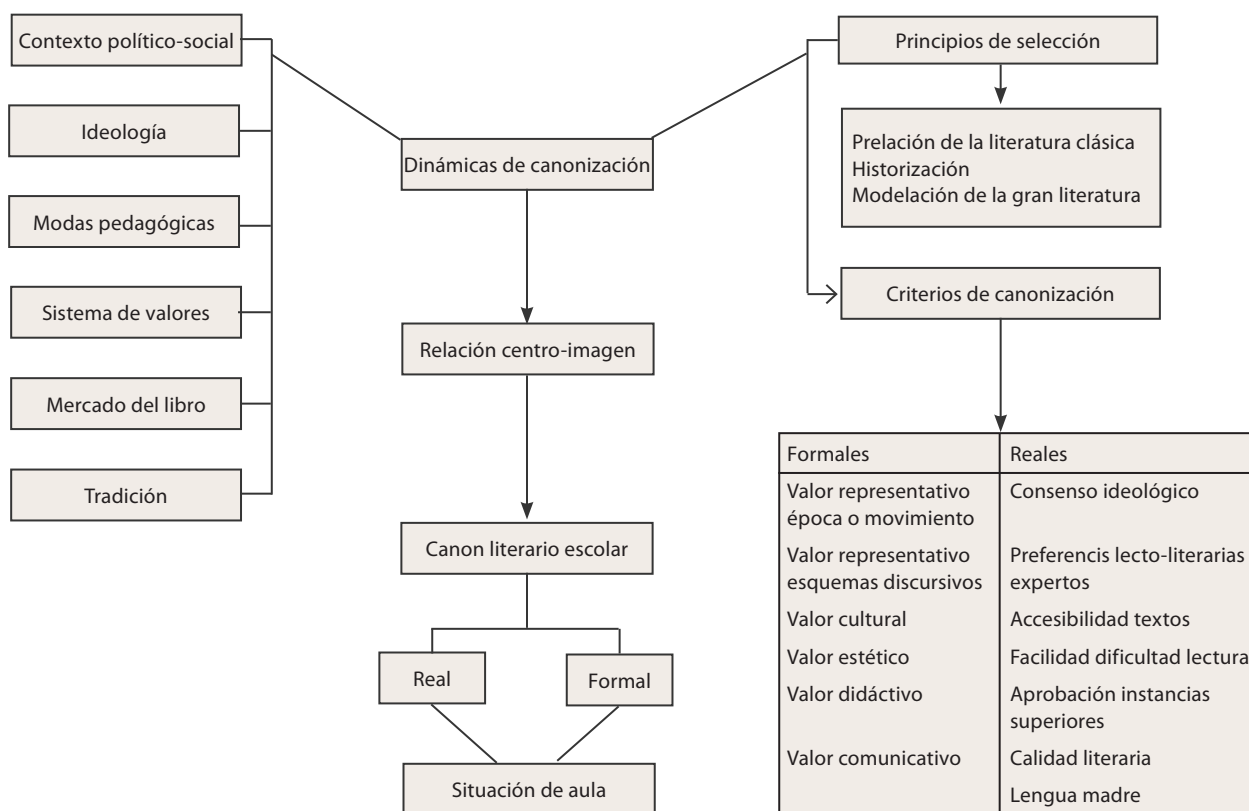 Contexto político-social
Ideología
Modas pedagógicas
Sistema de valores
Mercado del libro
Tradición
Dinámicas de canonización
Relación centro-imagen
Canon literario escolar
Real
Formal
Situación de aula
Principios de selección
Prelación de la literatura clásica
Historización
Modelación de la gran literatura
Criterios de canonización
Formales
Reales
Valor representativo
época o movimiento
Consenso ideológico
Valor representativo
esquemas discursivos
Preferencis lecto-literarias
expertos
Valor cultural
Accesibilidad textos
Valor estético
Facilidad dificultad lectura
Valor didáctivo
Aprobación instancias
superiores
Valor comunicativo
Calidad literaria
Lengua madre